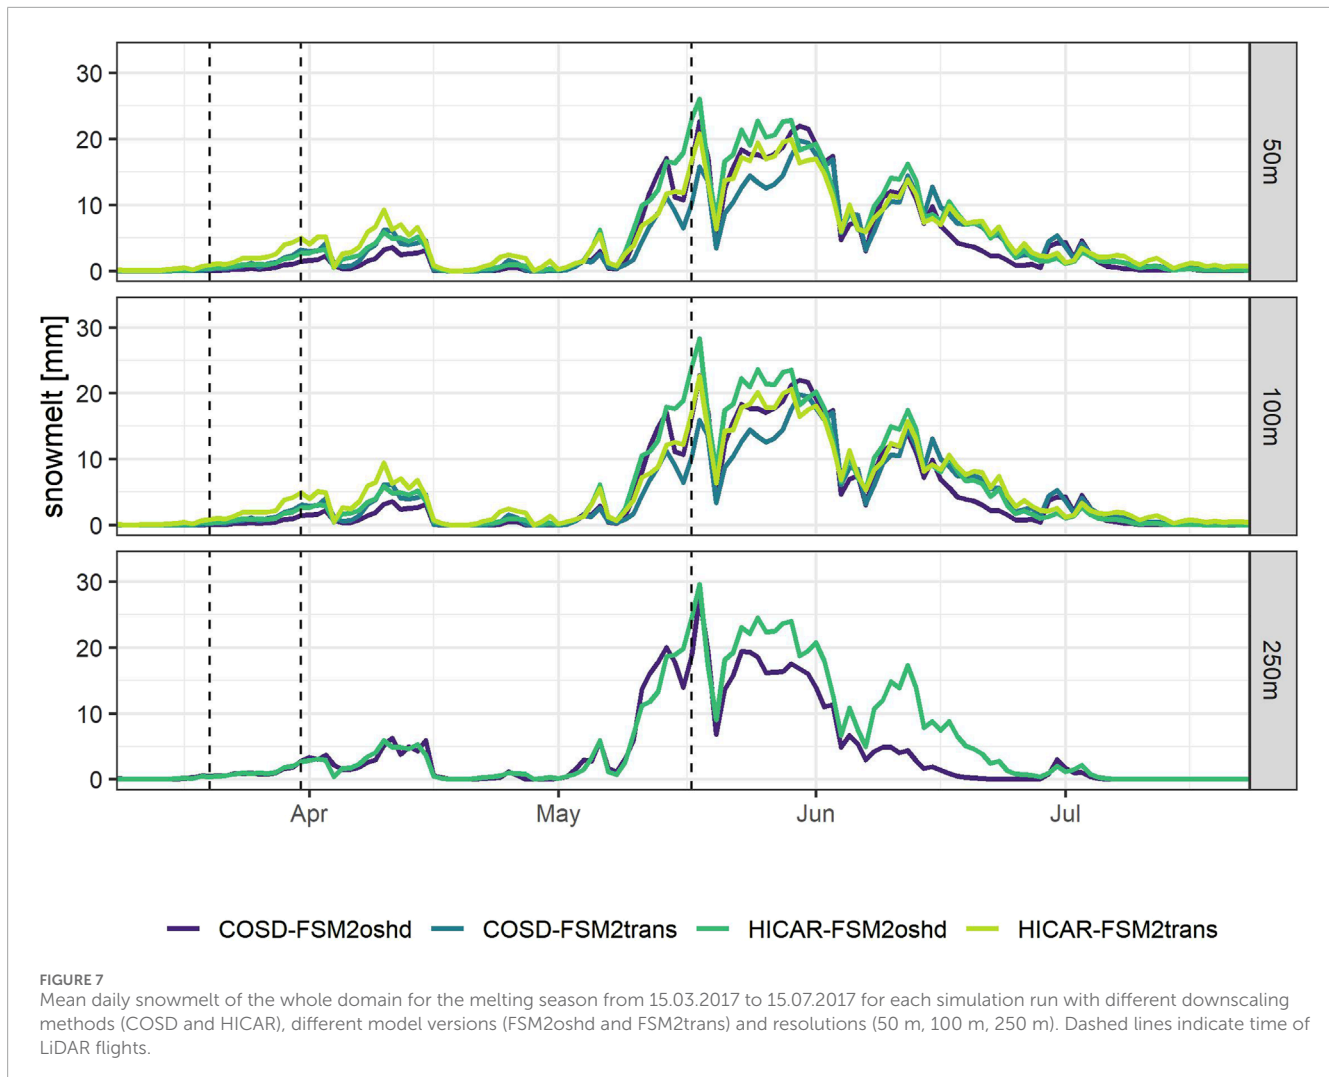 30
20
10
0
50m
30
20
10
0
100m
30
20
10
0
250m
snowmelt [mm]
Apr May Jun Jul
COSD-FSM2oshd COSD-FSM2trans HICAR-FSM2oshd HICAR-FSM2trans
FIGURE 7
Mean daily snowmelt of the whole domain for the melting season from 15.03.2017 to 15.07.2017 for each simulation run with different downscaling
methods (COSD and HICAR), different model versions (FSM2oshd and FSM2trans) and resolutions (50 m, 100 m, 250 m). Dashed lines indicate time of
LiDAR flights.